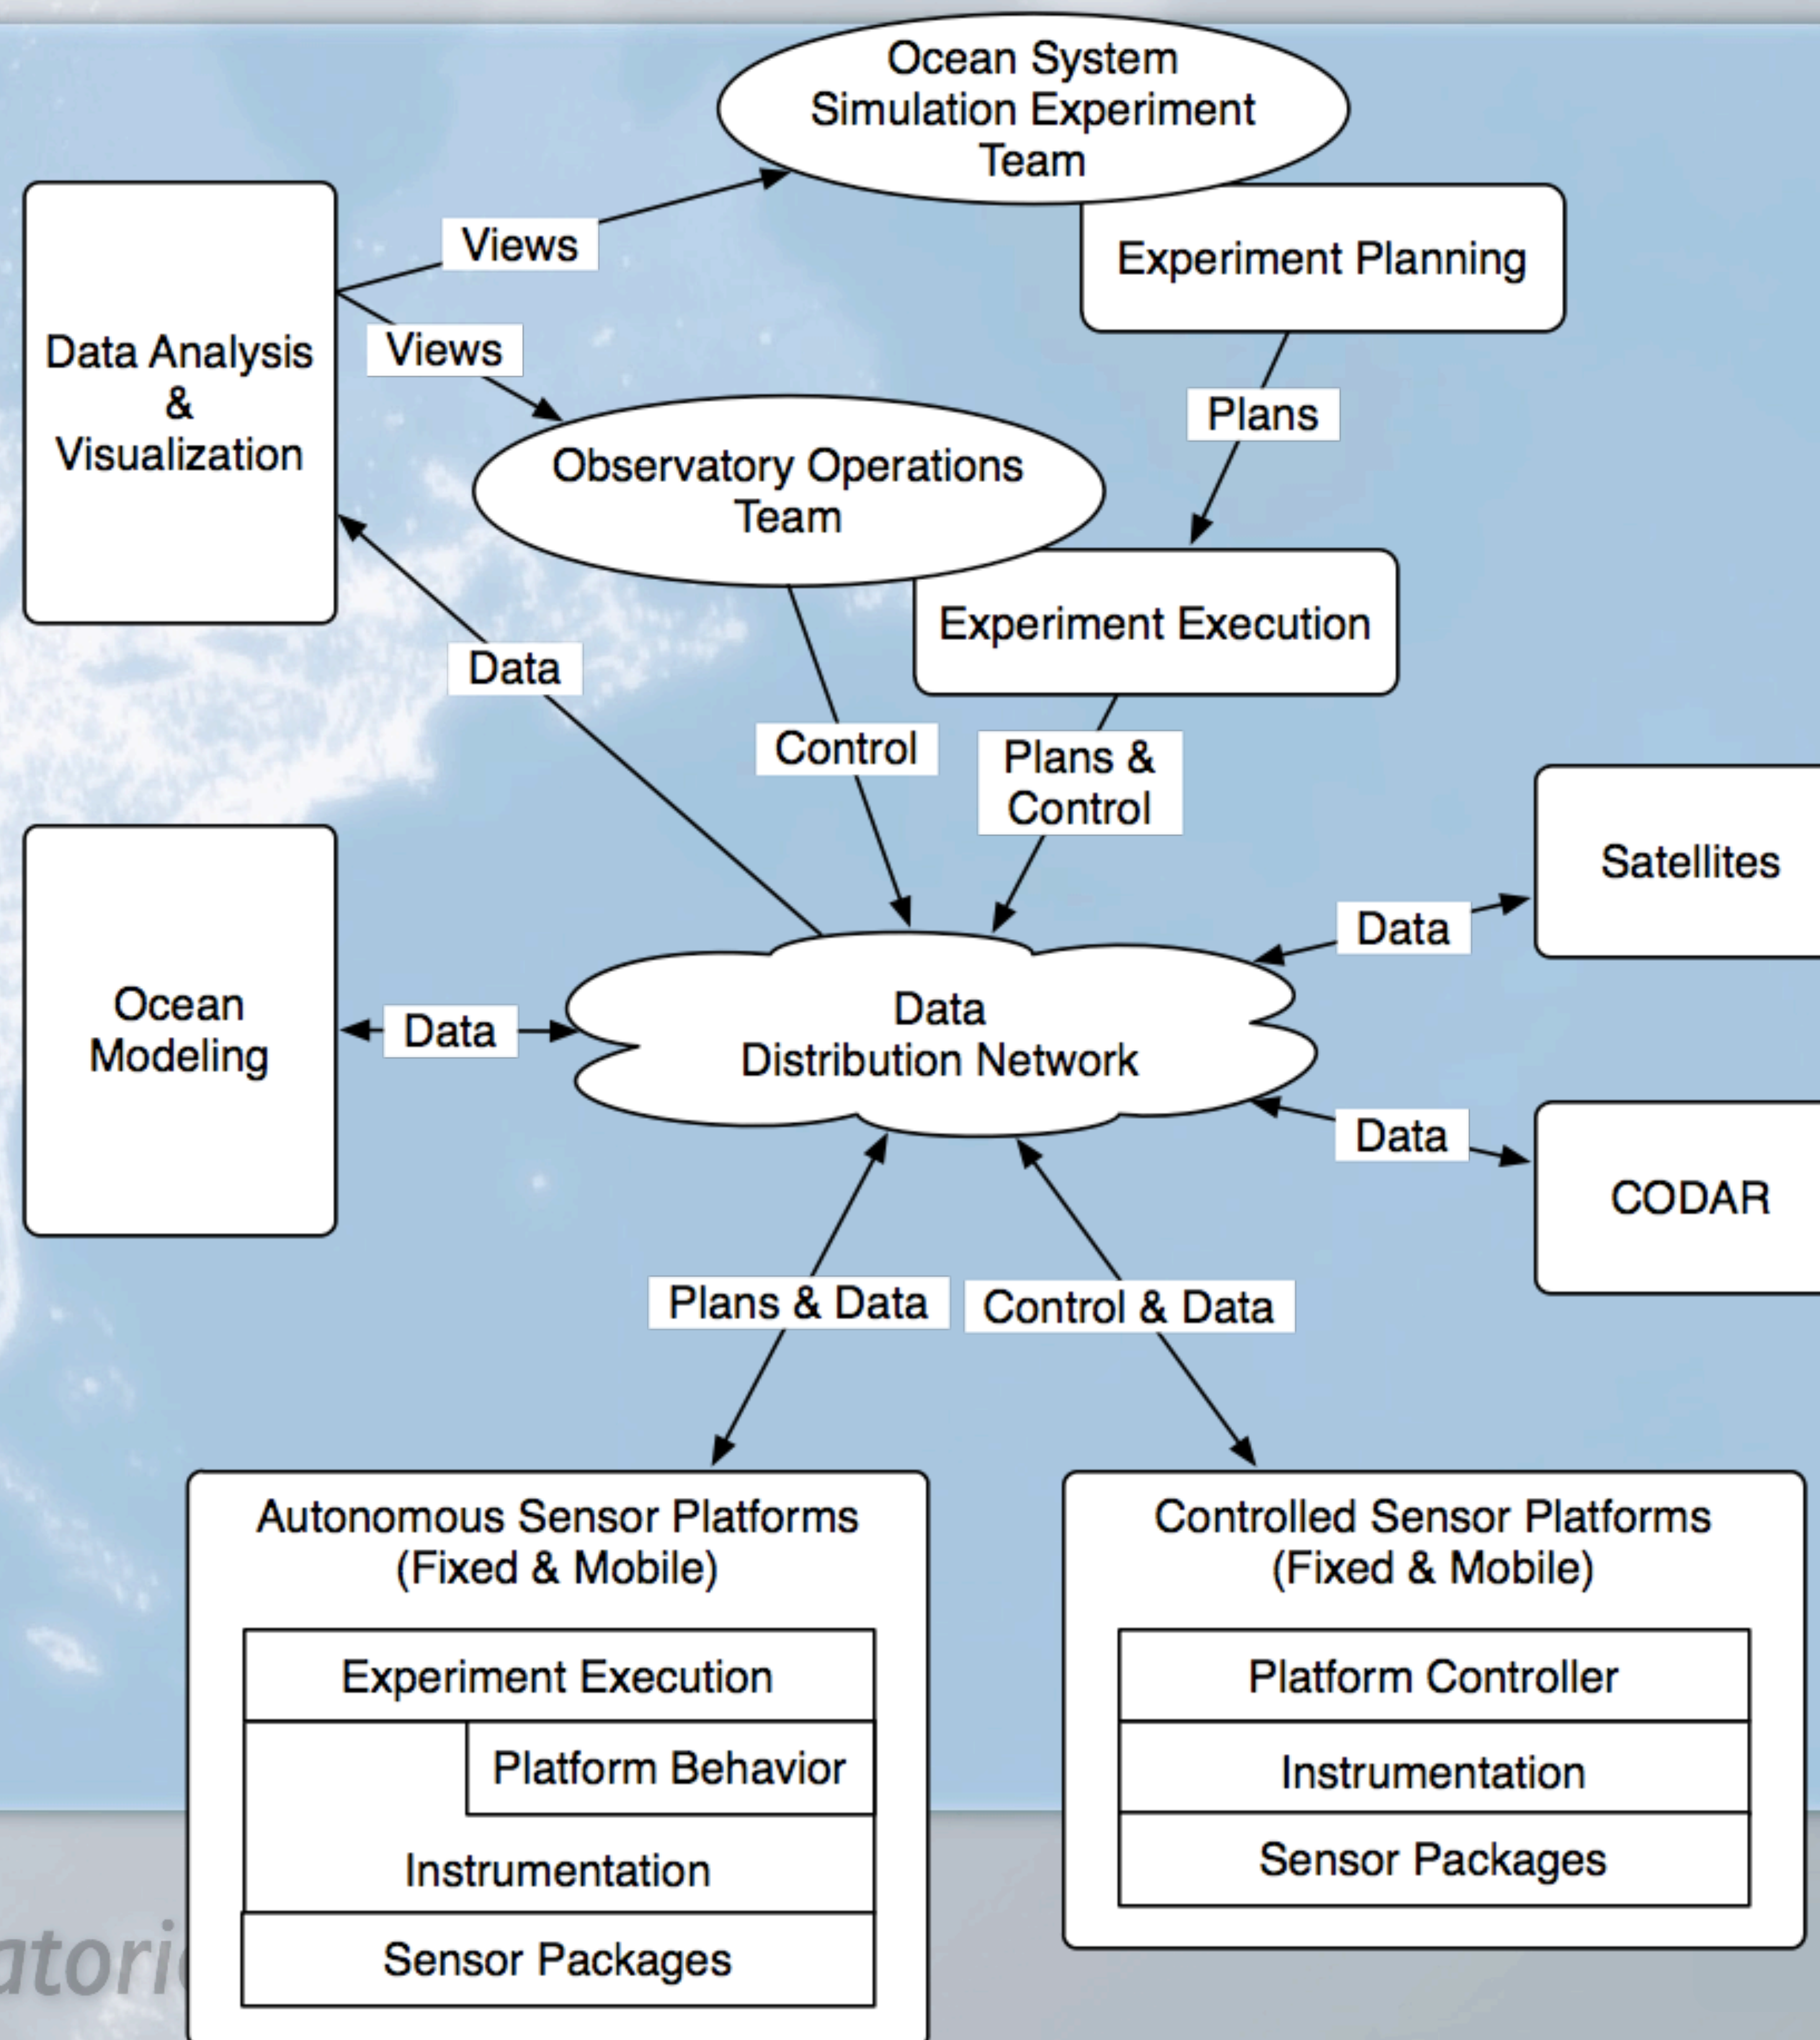 Ocean System
Simulation Experiment
Team
Experiment Planning
Views
Data Analysis
&
Visualization
Views
Plans
Observatory Operations
Team
Experiment Execution
Data
Control
Plans &
Control
Satellites
Data
Ocean
Modeling
Data
Data
Distribution Network
Data
CODAR
Plans & Data
Control & Data
Autonomous Sensor Platforms
(Fixed & Mobile)
Experiment Execution
Platform Behavior
Instrumentation
Sensor Packages
Controlled Sensor Platforms
(Fixed & Mobile)
Platform Controller
Instrumentation
Sensor Packages